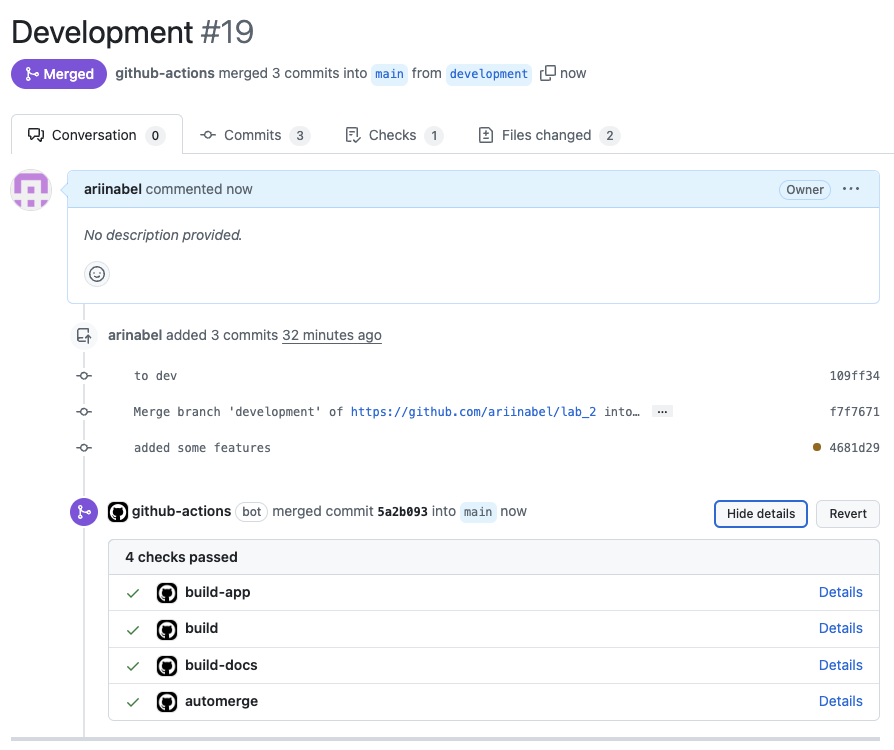 Development #19
Merged github-actions merged 3 commits into main from development now
Conversation 0 Commits 3 Checks 1 Files changed 2
ariinabel commented now Owner ...
No description provided.
arinabel added 3 commits 32 minutes ago
to dev 109ff34
Merge branch 'development' of https://github.com/ariinabel/lab_2 into… ... f7f7671
added some features 4681d29
github-actions bot merged commit 5a2b093 into main now Hide details Revert
4 checks passed
build-app Details
build Details
build-docs Details
automerge Details